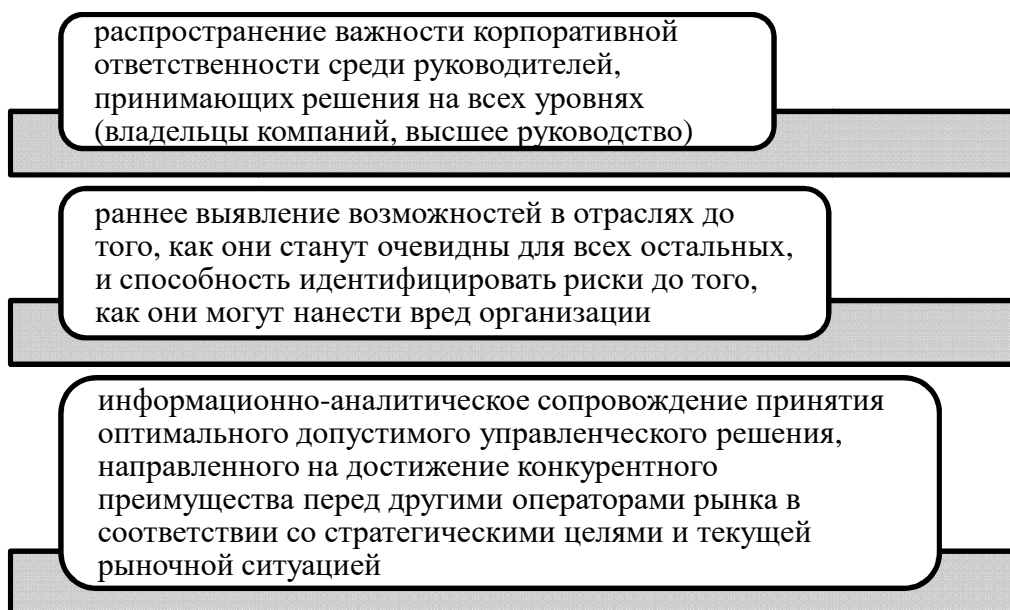 распространение важности корпоративной
ответственности среди руководителей,
принимающих решения на всех уровнях
(владельцы компаний, высшее руководство)
раннее выявление возможностей в отраслях до
того, как они станут очевидны для всех остальных,
и способность идентифицировать риски до того,
как они могут нанести вред организации
информационно-аналитическое сопровождение принятия
оптимального допустимого управленческого решения,
направленного на достижение конкурентного
преимущества перед другими операторами рынка в
соответствии со стратегическими целями и текущей
рыночной ситуацией